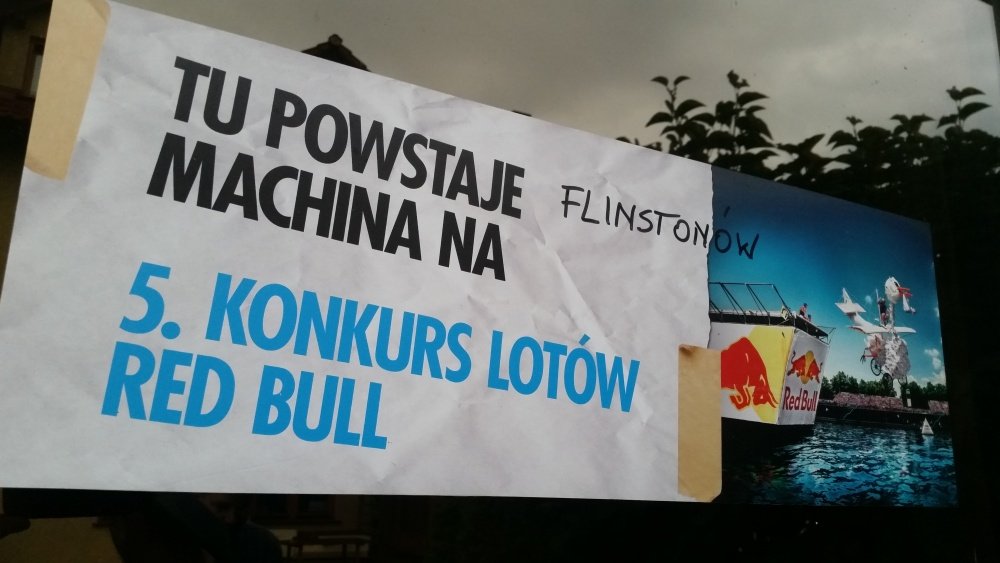 TU POWSTAJE
MACHINA NA
FLINSTONÓW
5. KONKURS LOTÓW
RED BULL
Red Bull